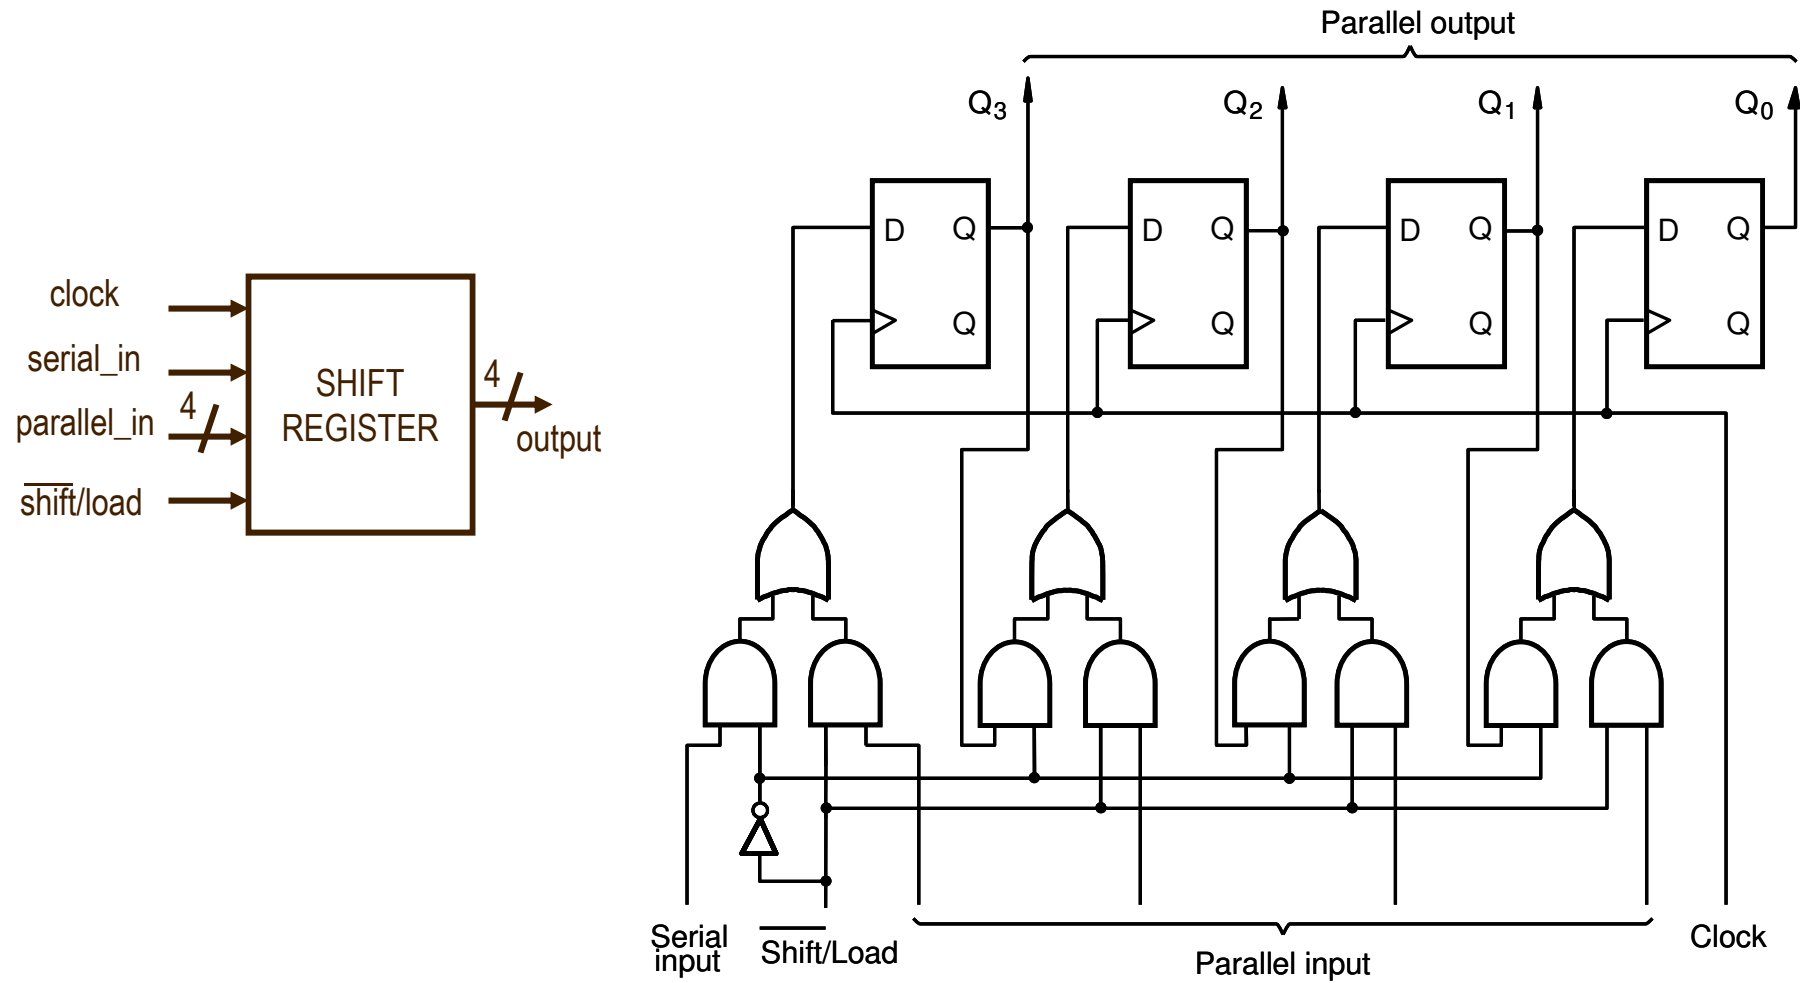 clock
serial_in
4
parallel_in
shift/load
SHIFT
REGISTER
4
output
Parallel output
Q3
Q2
Q1
Q0
D Q
Q
D Q
Q
D Q
Q
D Q
Q
Serial
input
Shift/Load
Parallel input
Clock